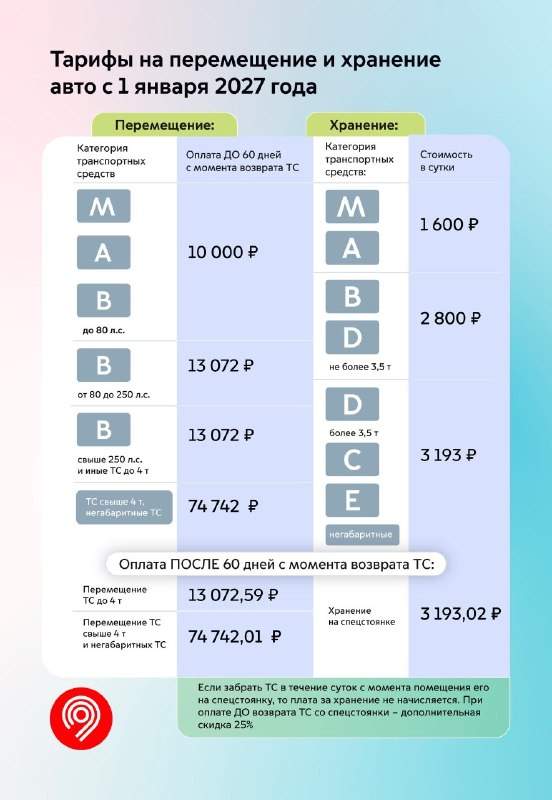 Тарифы на перемещение и хранение
авто с 1 января 2027 года
Перемещение:
Категория
транспортных
средств
Оплата ДО 60 дней
с момента возврата ТС
M
A
B
до 80 л.с.
10 000 ₽
B
от 80 до 250 л.с.
13 072 ₽
B
свыше 250 л.с.
и иные ТС до 4 т
13 072 ₽
ТС свыше 4 т,
негабаритные ТС
74 742 ₽
Хранение:
Категория
транспортных
средств:
Стоимость
в сутки
M
A
1 600 ₽
B
D
не более 3,5 т
2 800 ₽
D
более 3,5 т
C
E
негабаритные
3 193 ₽
Оплата ПОСЛЕ 60 дней с момента возврата ТС:
Перемещение
ТС до 4 т
13 072,59 ₽
Перемещение ТС
свыше 4 т
и негабаритных ТС
74 742,01 ₽
Хранение
на спецстоянке
3 193,02 ₽
Если забрать ТС в течение суток с момента помещения его
на спецстоянку, то плата за хранение не начисляется. При
оплате ДО возврата ТС со спецстоянки – дополнительная
скидка 25%